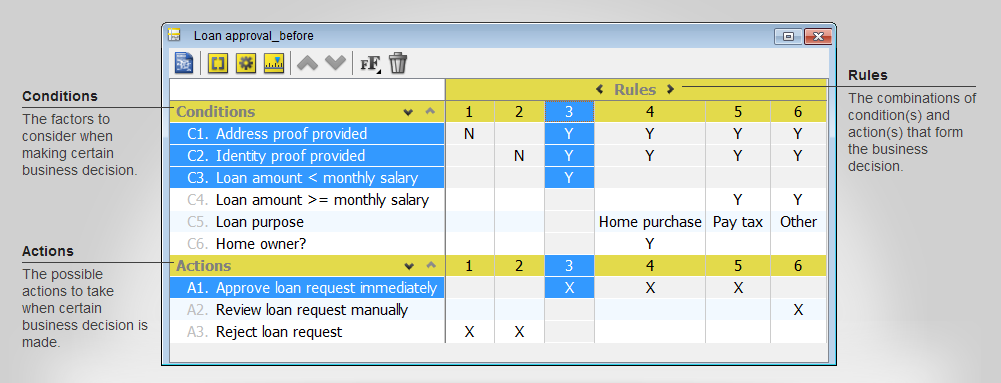 Loan approval_before
FF
Conditions
The factors to
consider when
making certain
business decision.
Actions
The possible
actions to take
when certain
business decision is
made.
Rules
Conditions 1 2 3 4 5 6
C1. Address proof provided N Y Y Y Y
C2. Identity proof provided N Y Y Y Y
C3. Loan amount < monthly salary Y
C4. Loan amount >= monthly salary Y Y
C5. Loan purpose Home purchase Pay tax Other
C6. Home owner? Y
Actions 1 2 3 4 5 6
A1. Approve loan request immediately X X X
A2. Review loan request manually X
A3. Reject loan request X X
Rules
The combinations of
condition(s) and
action(s) that form
the business
decision.